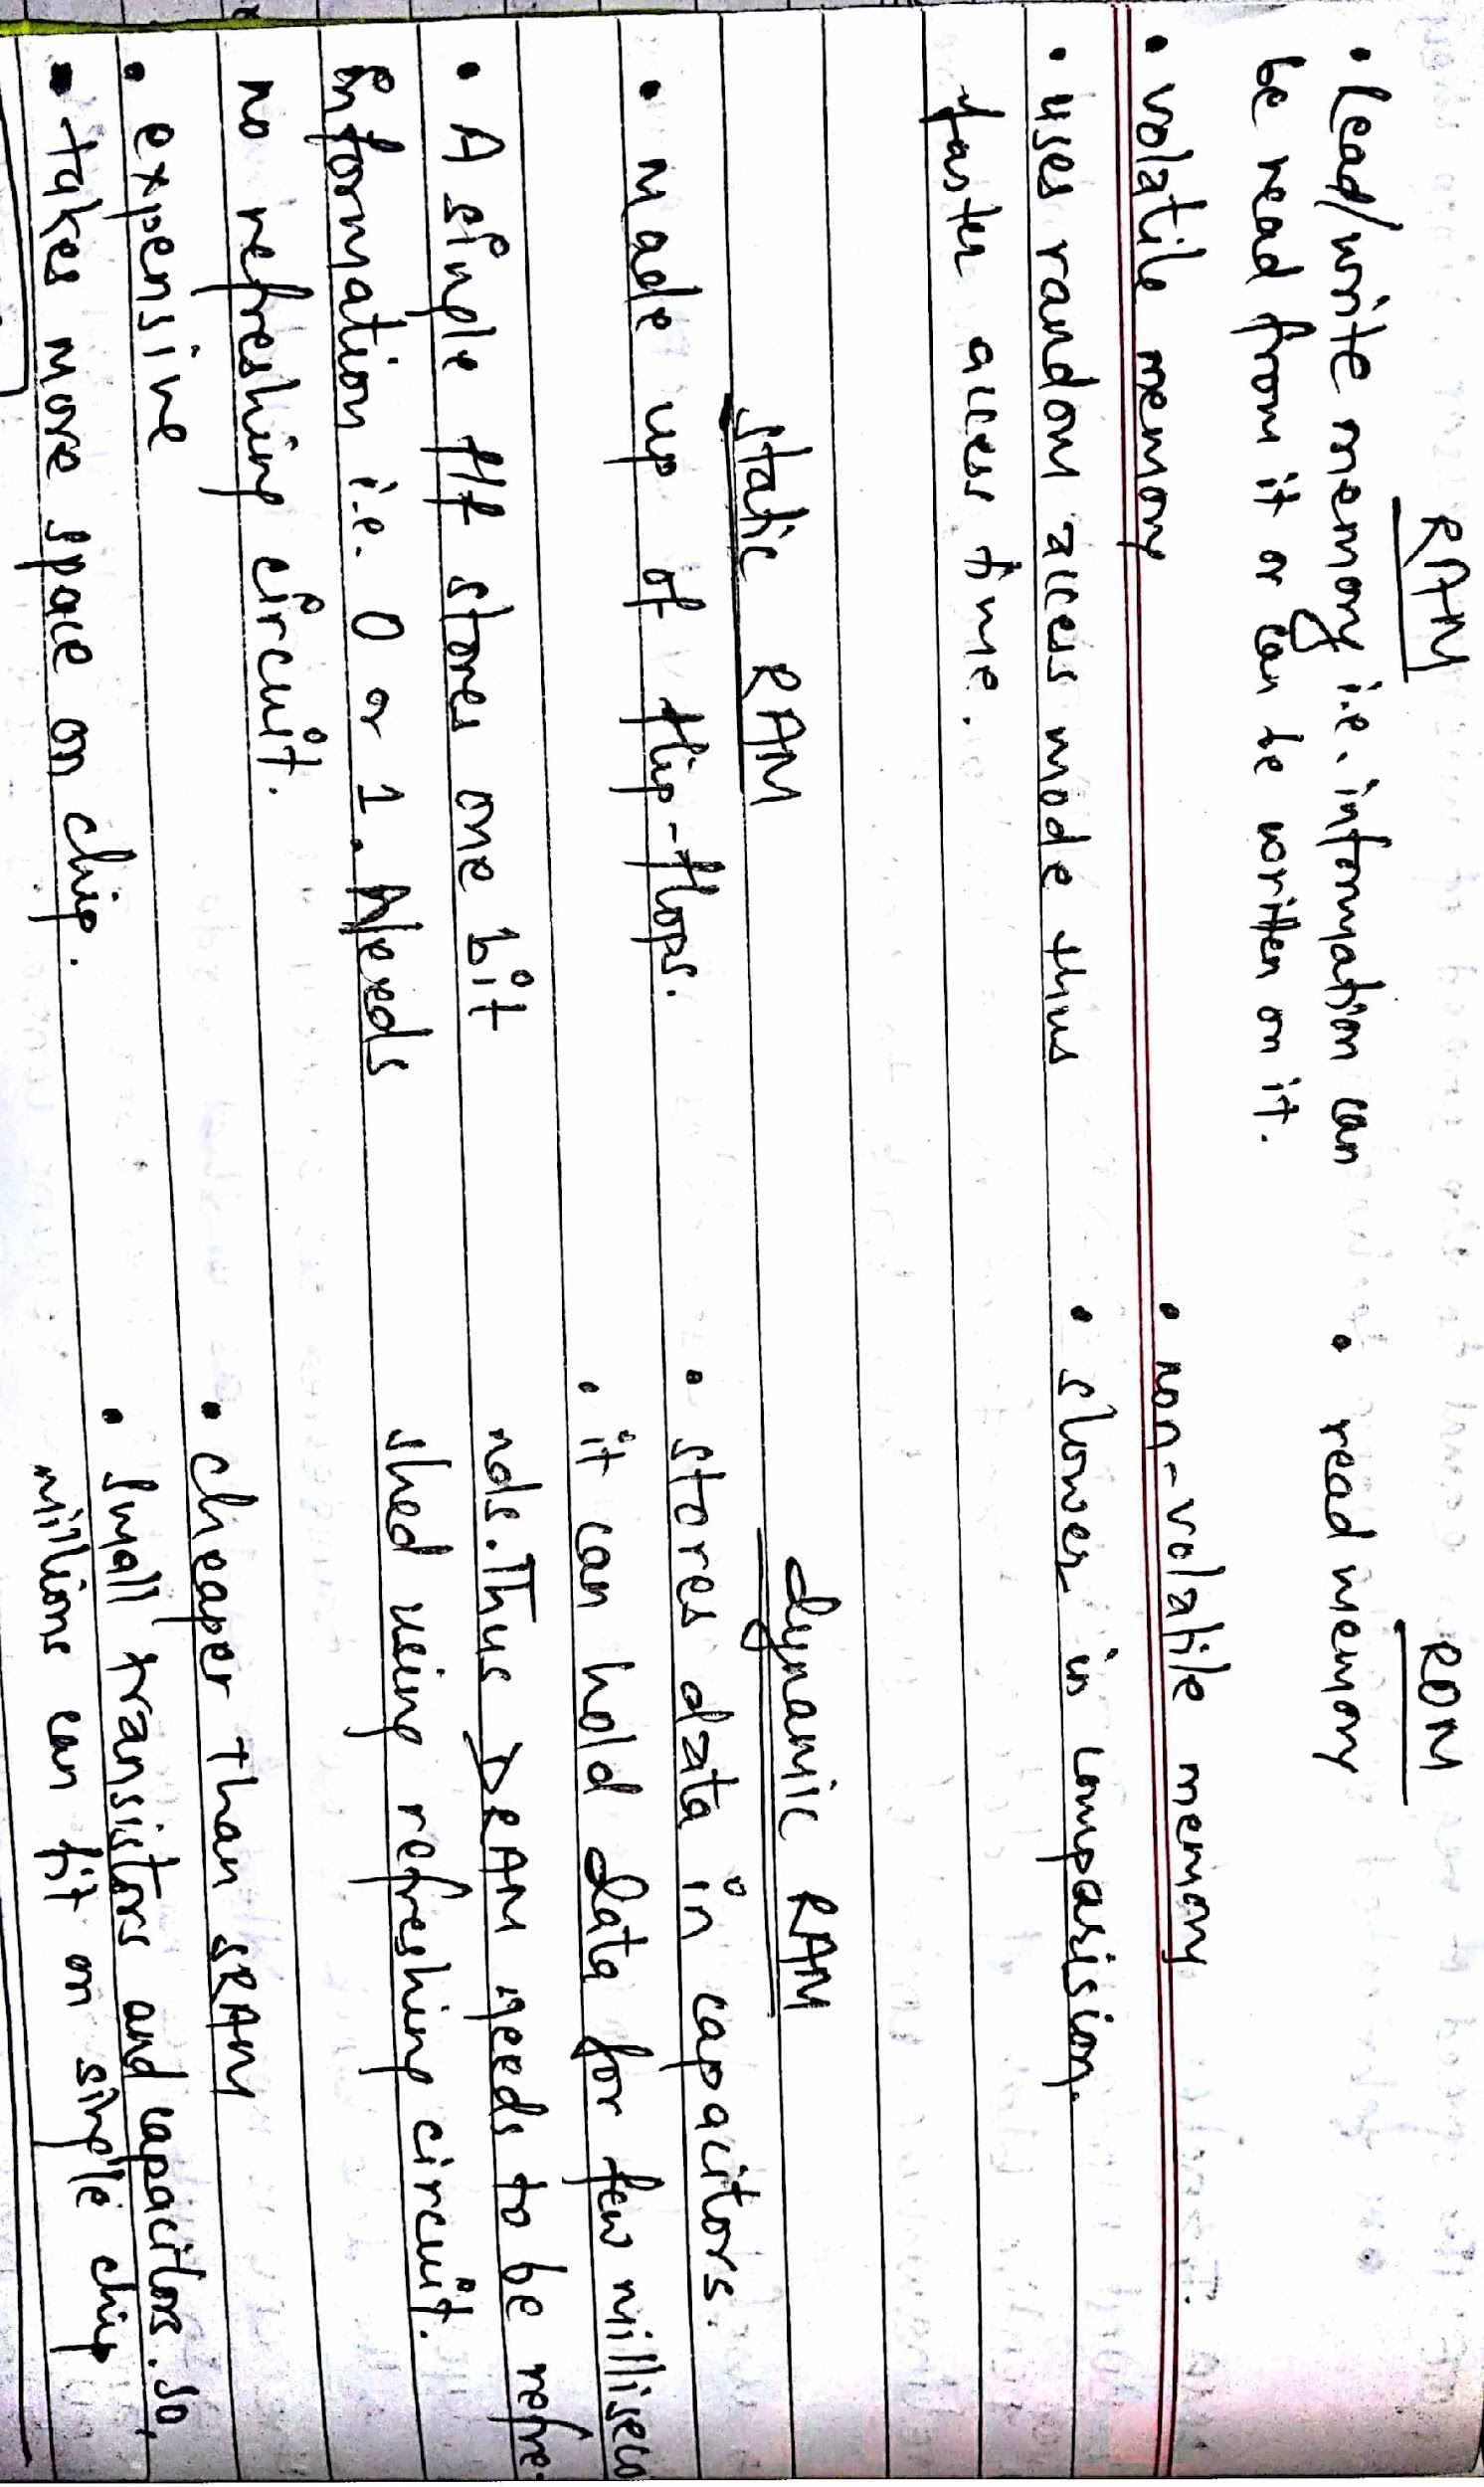 RAM
• Read/write memory i.e. information can
be read from it or can be written on it.
• volatile memory
• uses random access mode thus
faster access time.
ROM
• read memory
• non-volatile memory
• slower in comparision.
static RAM
• made up of flip-flops.
• A single f/f stores one bit
information i.e. 0 or 1. Needs
no refreshing circuit.
• expensive
• takes more space on chip.
dynamic RAM
• stores data in capacitors.
• it can hold data for few milliseco
nds. Thus DRAM needs to be refre-
shed using refreshing circuit.
• cheaper than SRAM
• small transistors and capacitors. So,
millions can fit on single chip